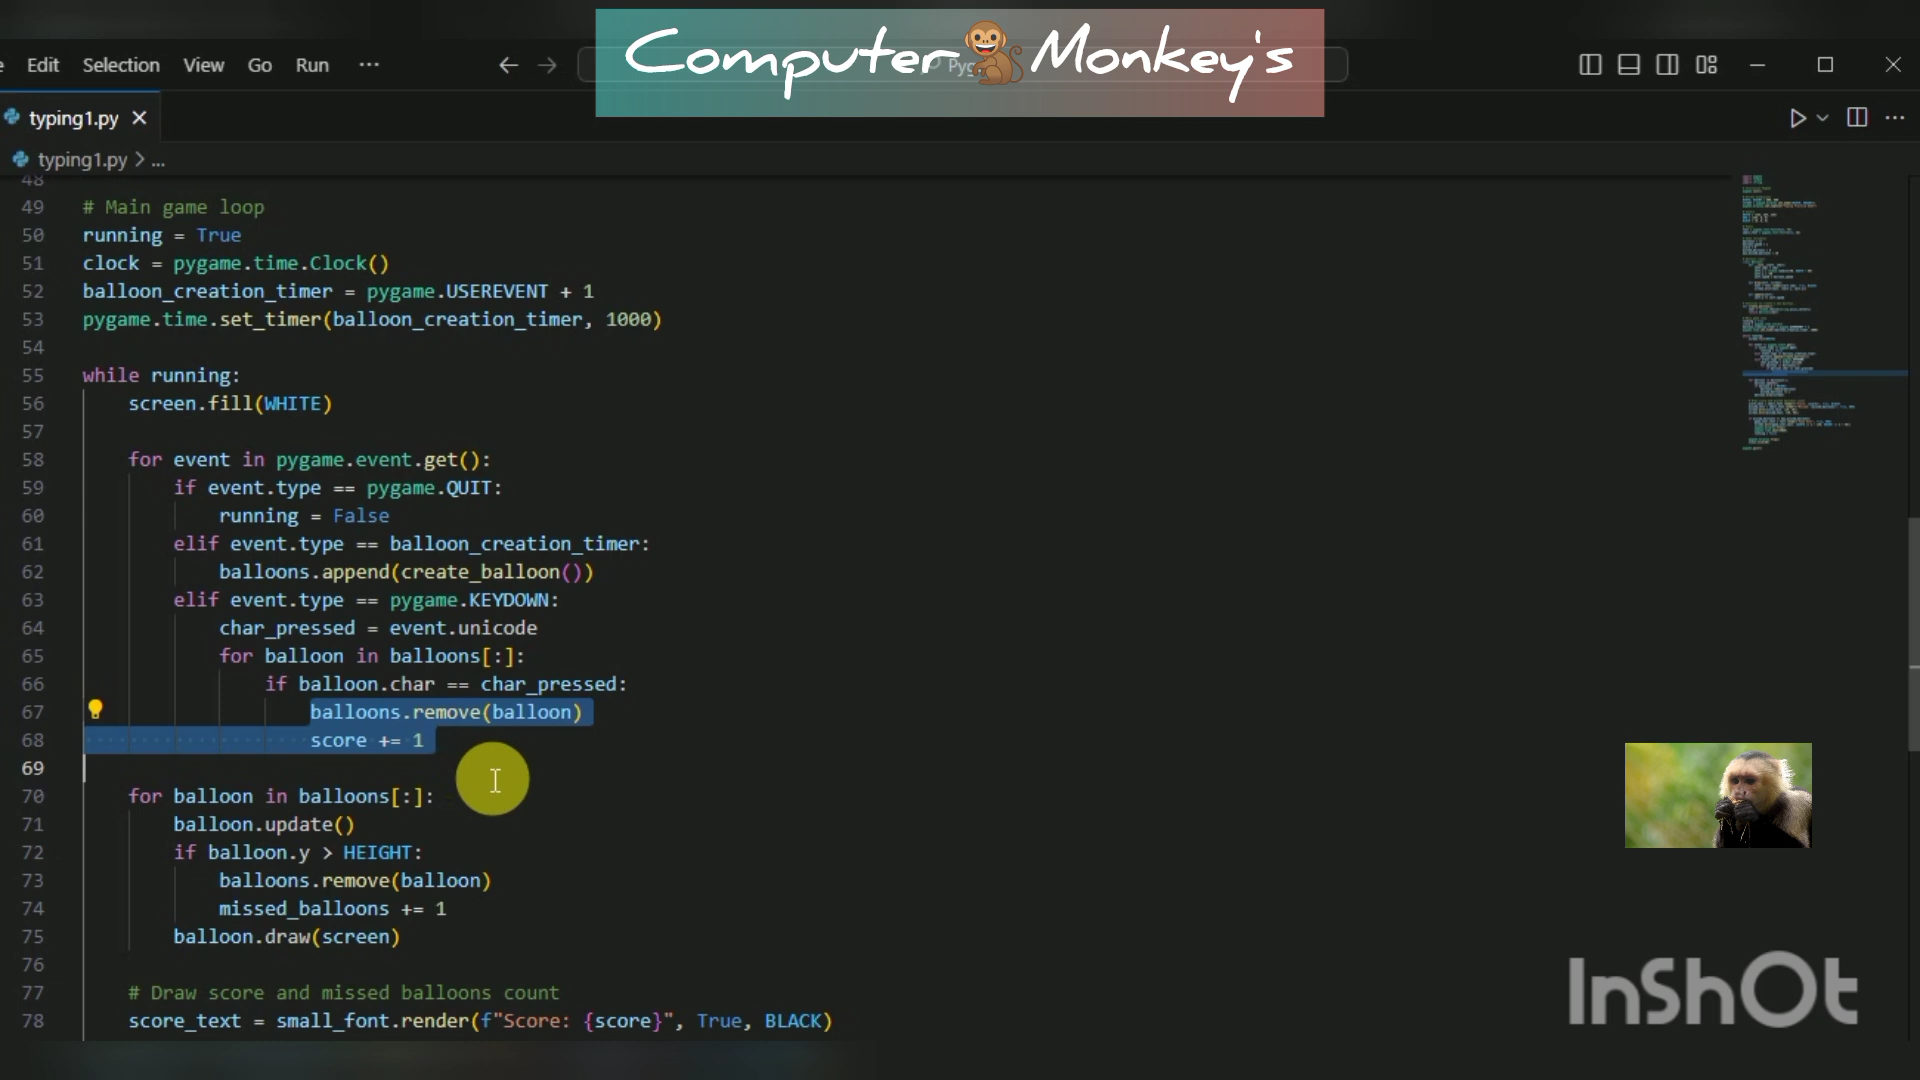 Computer Monkey's
Edit Selection View Go Run ...
typing1.py
typing1.py > ...
48
49 # Main game loop
50 running = True
51 clock = pygame.time.Clock()
52 balloon_creation_timer = pygame.USEREVENT + 1
53 pygame.time.set_timer(balloon_creation_timer, 1000)
54
55 while running:
56 screen.fill(WHITE)
57
58 for event in pygame.event.get():
59 if event.type == pygame.QUIT:
60 running = False
61 elif event.type == balloon_creation_timer:
62 balloons.append(create_balloon())
63 elif event.type == pygame.KEYDOWN:
64 char_pressed = event.unicode
65 for balloon in balloons[:]:
66 if balloon.char == char_pressed:
67 balloons.remove(balloon)
68 score += 1
69
70 for balloon in balloons[:]:
71 balloon.update()
72 if balloon.y > HEIGHT:
73 balloons.remove(balloon)
74 missed_balloons += 1
75 balloon.draw(screen)
76
77 # Draw score and missed balloons count
78 score_text = small_font.render(f"Score: {score}", True, BLACK)
InShOt